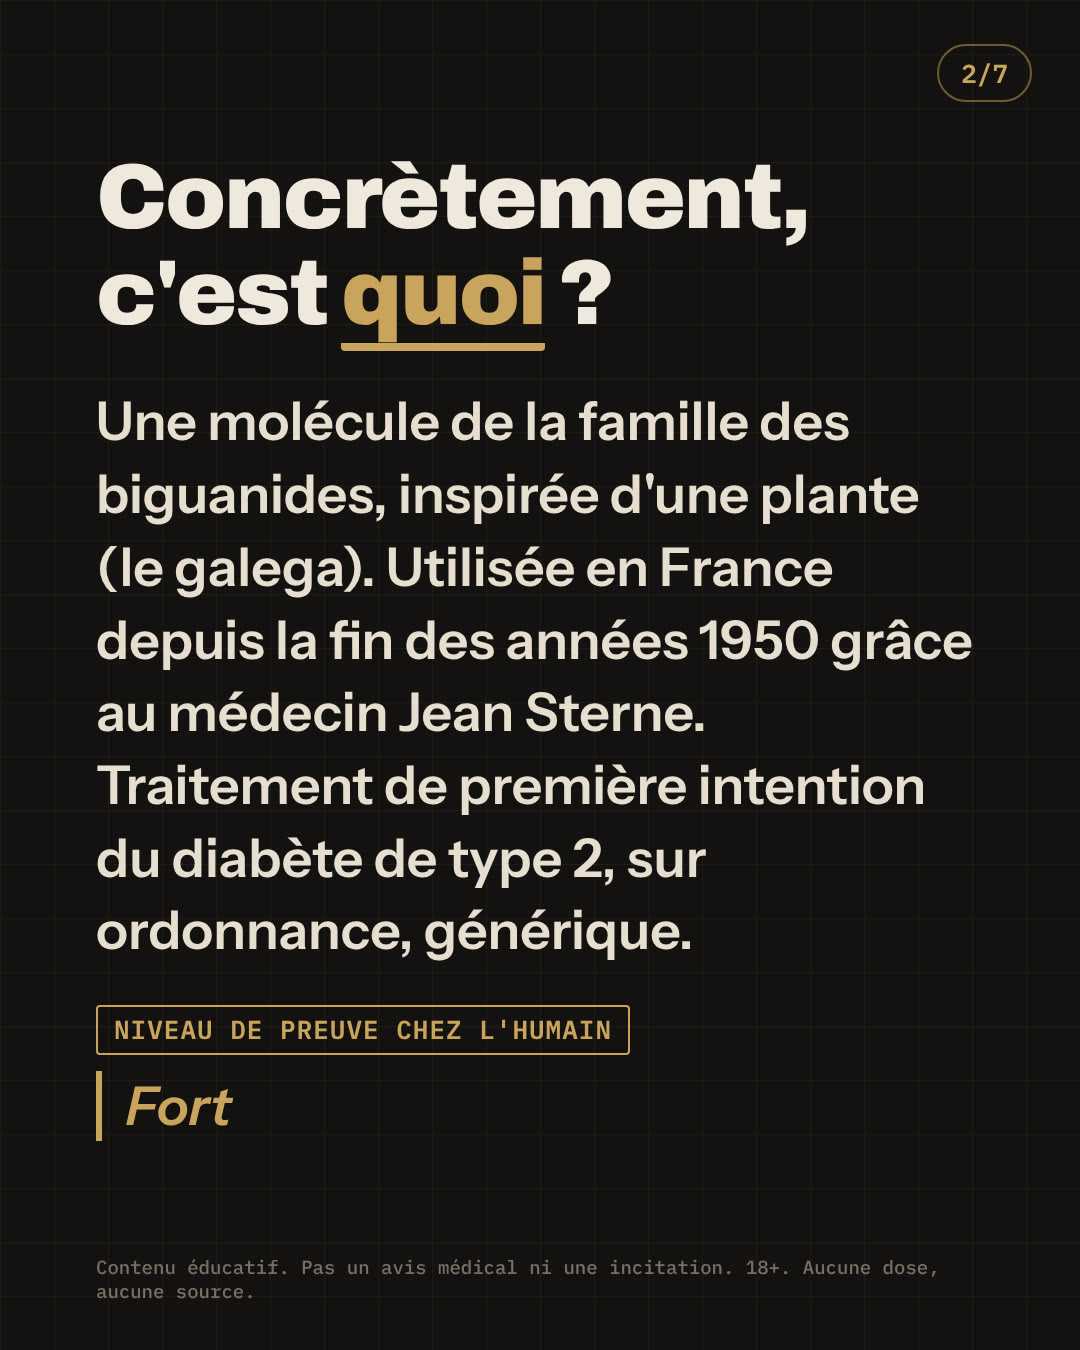 2/7
Concrètement,
c'est quoi ?
Une molécule de la famille des
biguanides, inspirée d'une plante
(le galega). Utilisée en France
depuis la fin des années 1950 grâce
au médecin Jean Sterne.
Traitement de première intention
du diabète de type 2, sur
ordonnance, générique.
NIVEAU DE PREUVE CHEZ L'HUMAIN
Fort
Contenu éducatif. Pas un avis médical ni une incitation. 18+. Aucune dose,
aucune source.